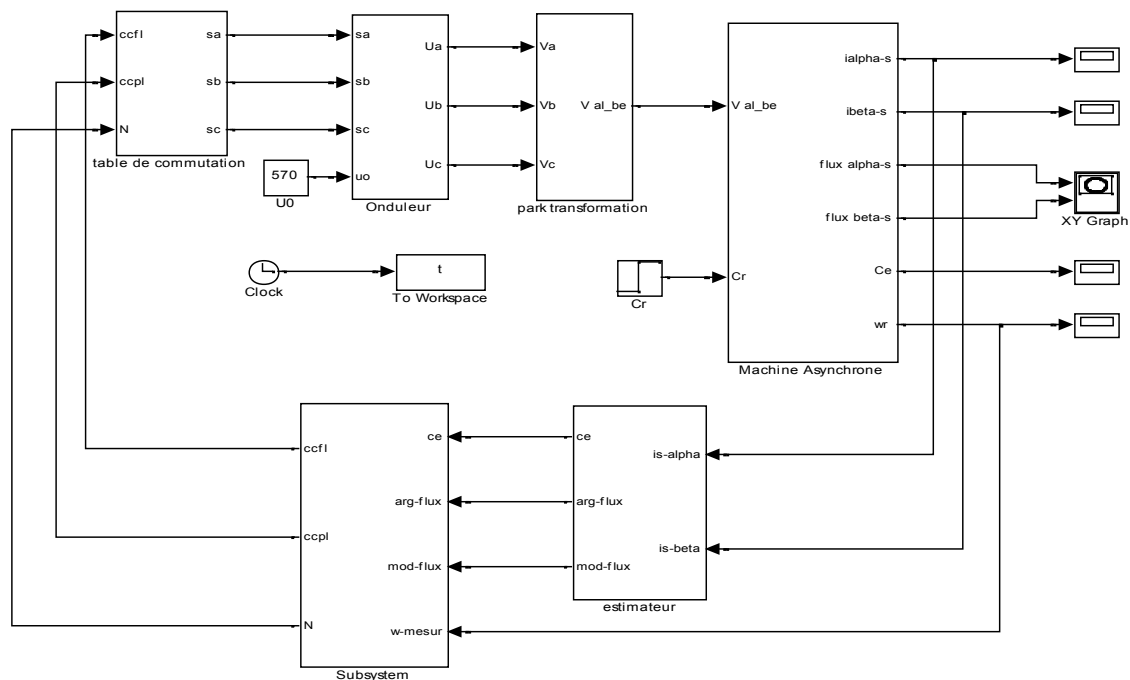 ccfl
ccpl
N
sa
sb
sc
table de commutation
570
U0
sa
sb
sc
uo
Ua
Ub
Uc
Onduleur
Va
Vb
Vc
V al_be
park transformation
V al_be
Cr
ialpha-s
ibeta-s
flux alpha-s
flux beta-s
Ce
wr
Machine Asynchrone
XY Graph
Clock
t
To Workspace
Cr
ccfl
ccpl
N
ce
arg-flux
mod-flux
w-mesur
Subsystem
ce
arg-flux
mod-flux
is-alpha
is-beta
estimateur